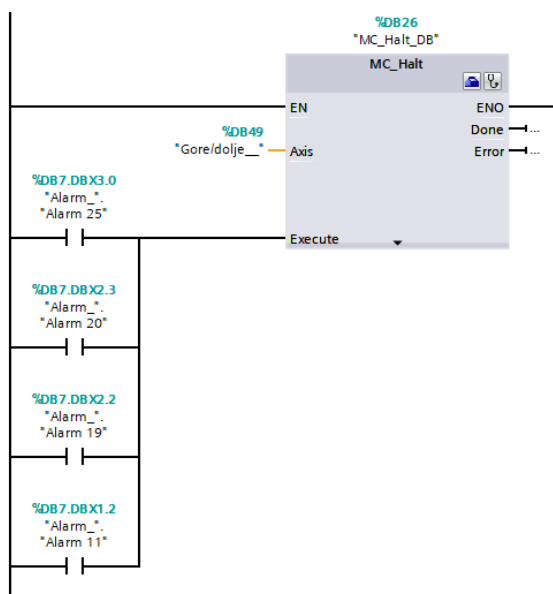 %DB26
"MC_Halt_DB"
MC_Halt
EN
ENO
%DB49
"Gore/dolje__"
Axis
Done
...
Error
...
%DB7.DBX3.0
"Alarm_".
"Alarm 25"
Execute
%DB7.DBX2.3
"Alarm_".
"Alarm 20"
%DB7.DBX2.2
"Alarm_".
"Alarm 19"
%DB7.DBX1.2
"Alarm_".
"Alarm 11"